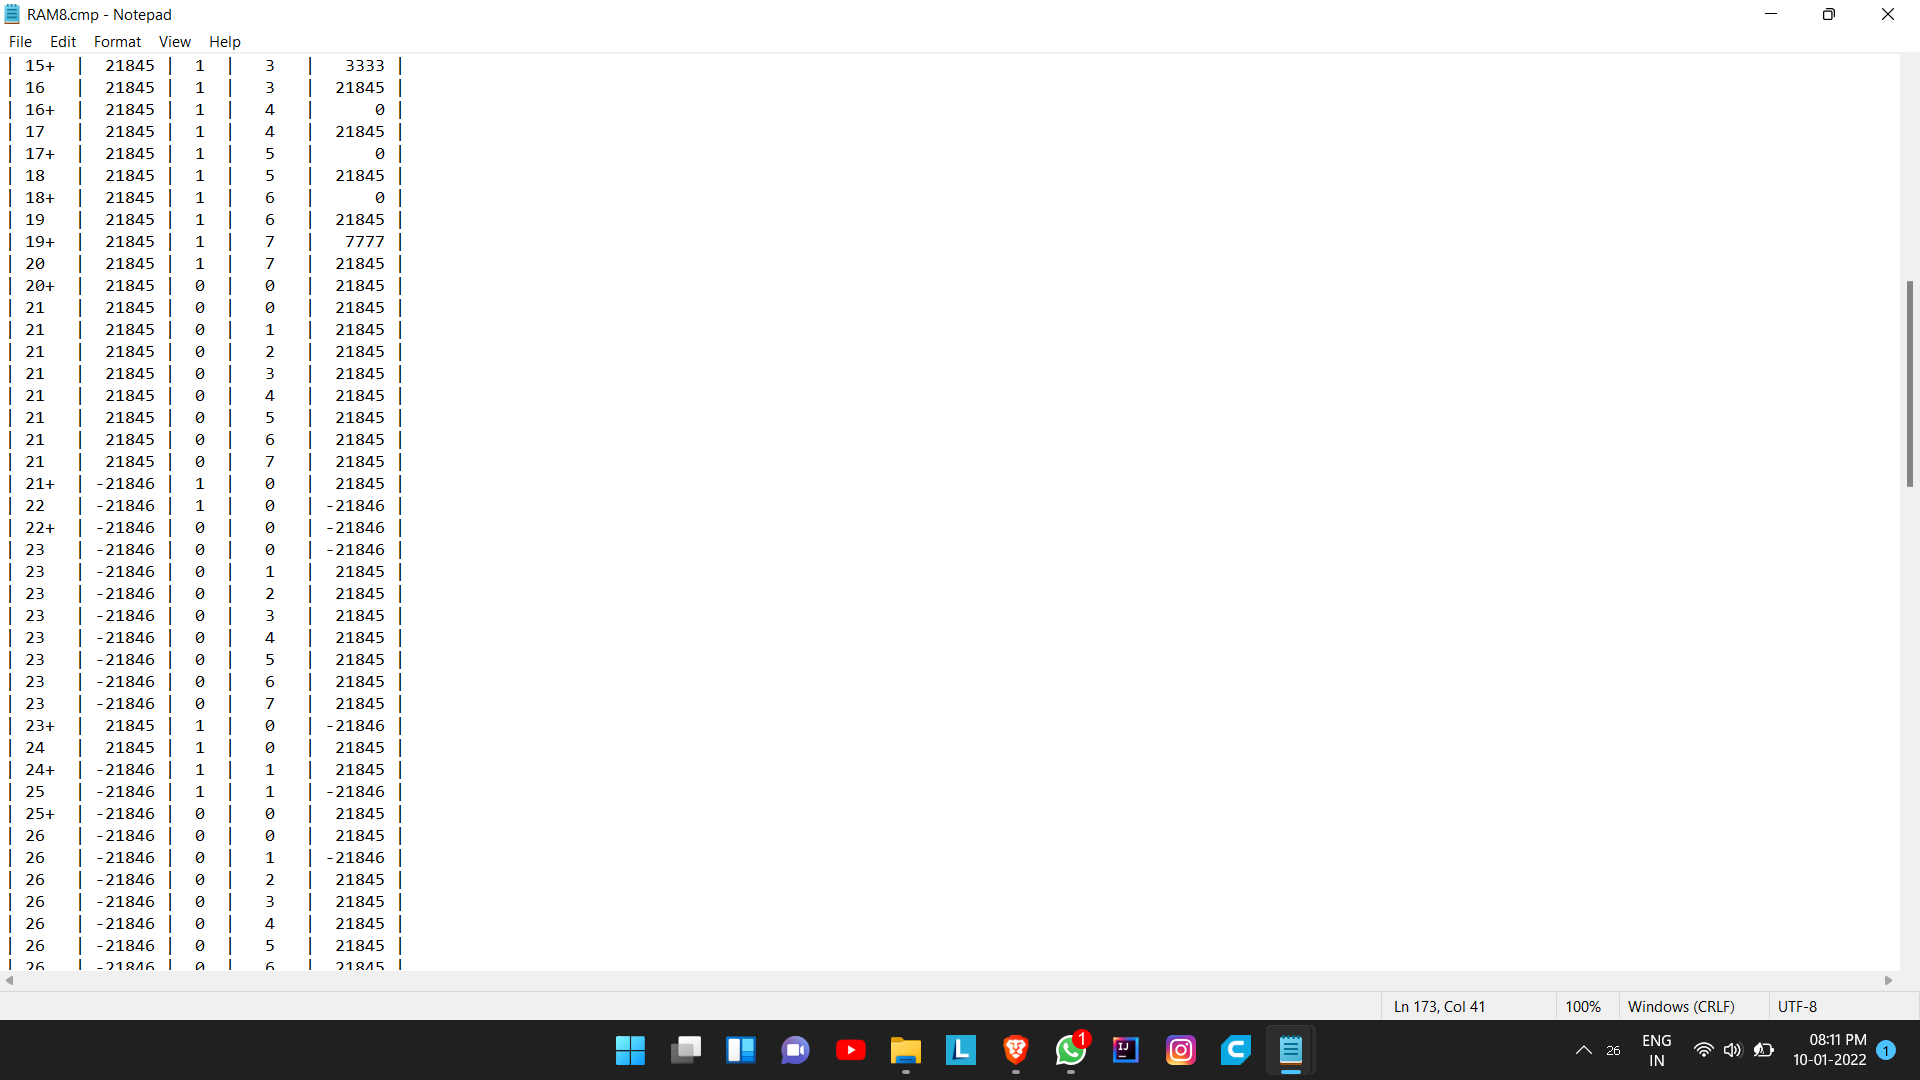 RAM8.cmp - Notepad
File Edit Format View Help
| 15+ | 21845 | 1 | 3 | 3333 |
| 16 | 21845 | 1 | 3 | 21845 |
| 16+ | 21845 | 1 | 4 | 0 |
| 17 | 21845 | 1 | 4 | 21845 |
| 17+ | 21845 | 1 | 5 | 0 |
| 18 | 21845 | 1 | 5 | 21845 |
| 18+ | 21845 | 1 | 6 | 0 |
| 19 | 21845 | 1 | 6 | 21845 |
| 19+ | 21845 | 1 | 7 | 7777 |
| 20 | 21845 | 1 | 7 | 21845 |
| 20+ | 21845 | 0 | 0 | 21845 |
| 21 | 21845 | 0 | 0 | 21845 |
| 21 | 21845 | 0 | 1 | 21845 |
| 21 | 21845 | 0 | 2 | 21845 |
| 21 | 21845 | 0 | 3 | 21845 |
| 21 | 21845 | 0 | 4 | 21845 |
| 21 | 21845 | 0 | 5 | 21845 |
| 21 | 21845 | 0 | 6 | 21845 |
| 21 | 21845 | 0 | 7 | 21845 |
| 21+ | -21846 | 1 | 0 | 21845 |
| 22 | -21846 | 1 | 0 | -21846 |
| 22+ | -21846 | 0 | 0 | -21846 |
| 23 | -21846 | 0 | 0 | -21846 |
| 23 | -21846 | 0 | 1 | 21845 |
| 23 | -21846 | 0 | 2 | 21845 |
| 23 | -21846 | 0 | 3 | 21845 |
| 23 | -21846 | 0 | 4 | 21845 |
| 23 | -21846 | 0 | 5 | 21845 |
| 23 | -21846 | 0 | 6 | 21845 |
| 23 | -21846 | 0 | 7 | 21845 |
| 23+ | 21845 | 1 | 0 | -21846 |
| 24 | 21845 | 1 | 0 | 21845 |
| 24+ | -21846 | 1 | 1 | 21845 |
| 25 | -21846 | 1 | 1 | -21846 |
| 25+ | -21846 | 0 | 0 | 21845 |
| 26 | -21846 | 0 | 0 | 21845 |
| 26 | -21846 | 0 | 1 | -21846 |
| 26 | -21846 | 0 | 2 | 21845 |
| 26 | -21846 | 0 | 3 | 21845 |
| 26 | -21846 | 0 | 4 | 21845 |
| 26 | -21846 | 0 | 5 | 21845 |
| 26 | -21846 | 0 | 6 | 21845 |
Ln 173, Col 41 100% Windows (CRLF) UTF-8
L 1 IJ C 26 ENG IN 08:11 PM 10-01-2022 1